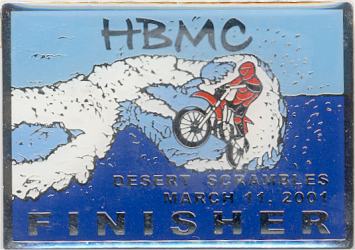 HBMC
DESERT SCRAMBLES
MARCH 11, 2001
FINISHER